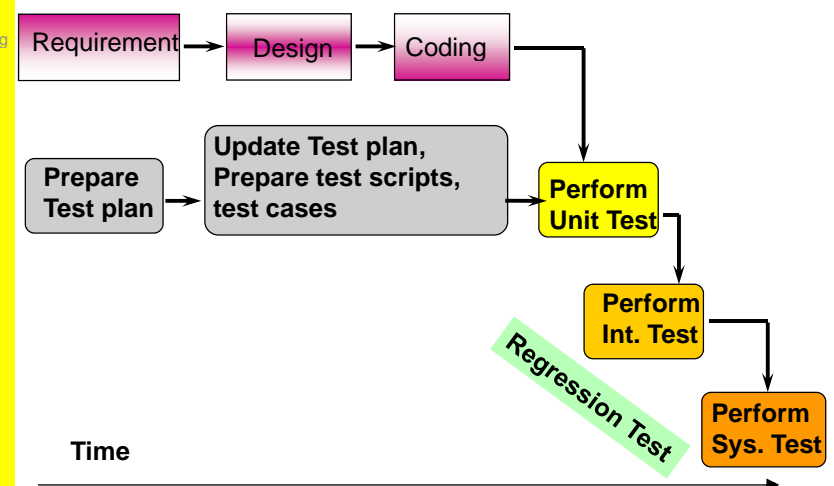 g
Requirement
Design
Coding
Prepare
Test plan
Update Test plan,
Prepare test scripts,
test cases
Perform
Unit Test
Perform
Int. Test
Regression Test
Perform
Sys. Test
Time